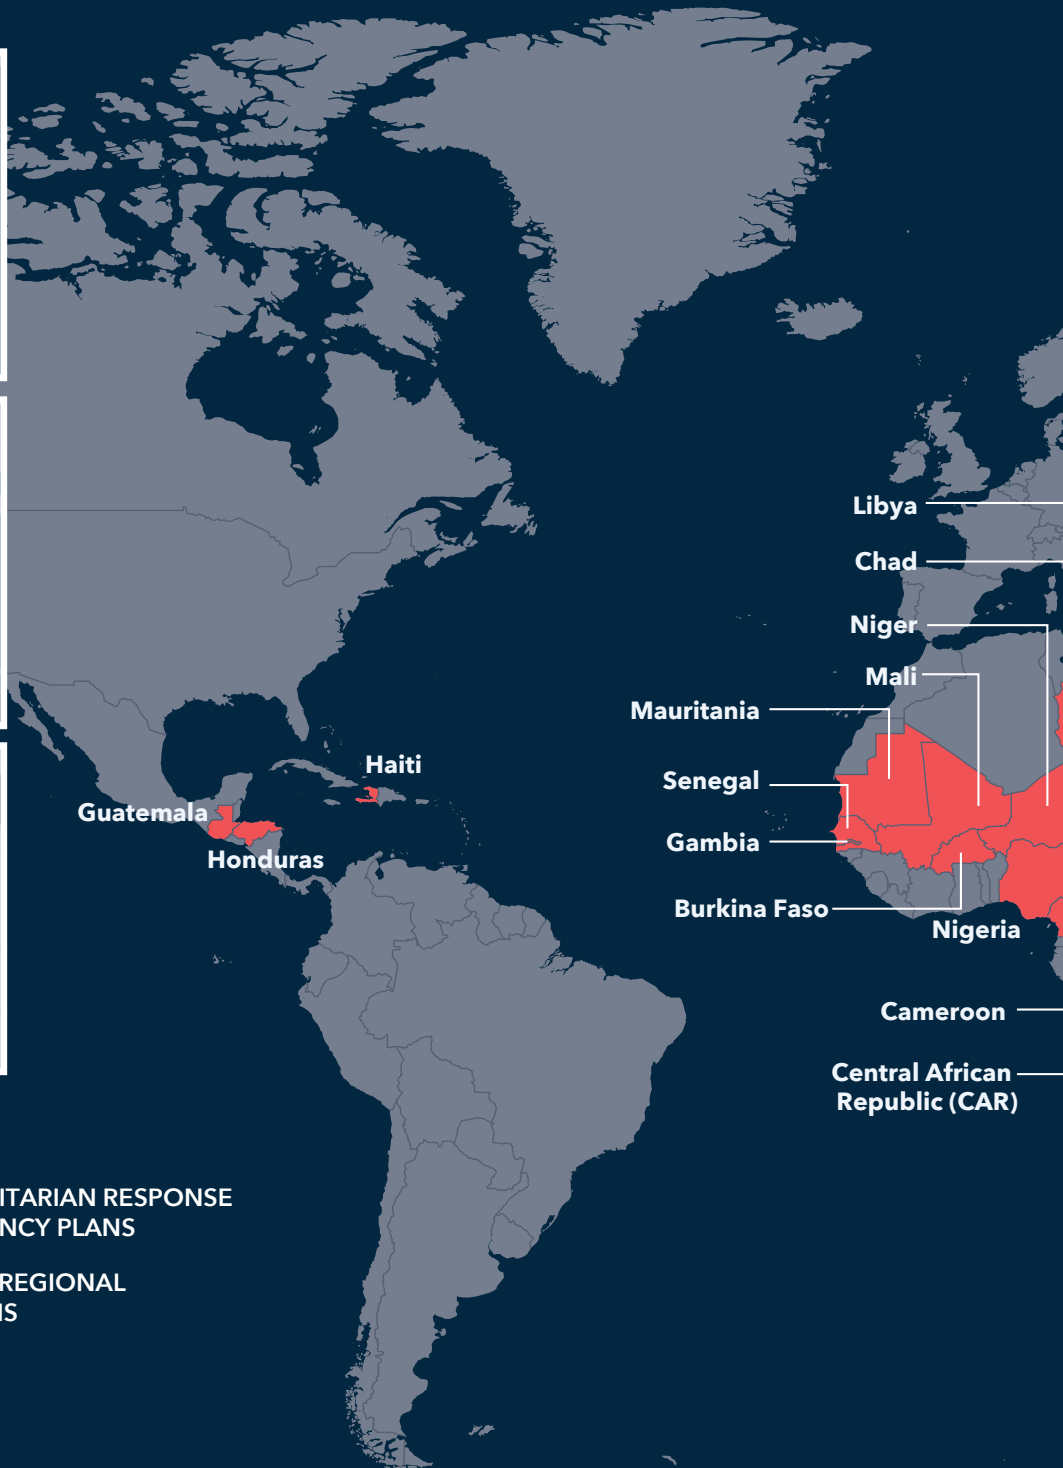 Libya
Chad
Niger
Mali
Mauritania
Haiti
Senegal
Guatemala
Gambia
Honduras
Burkina Faso
Nigeria
Cameroon
Central African
Republic (CAR)
ITARIAN RESPONSE
NCY PLANS
REGIONAL
IS